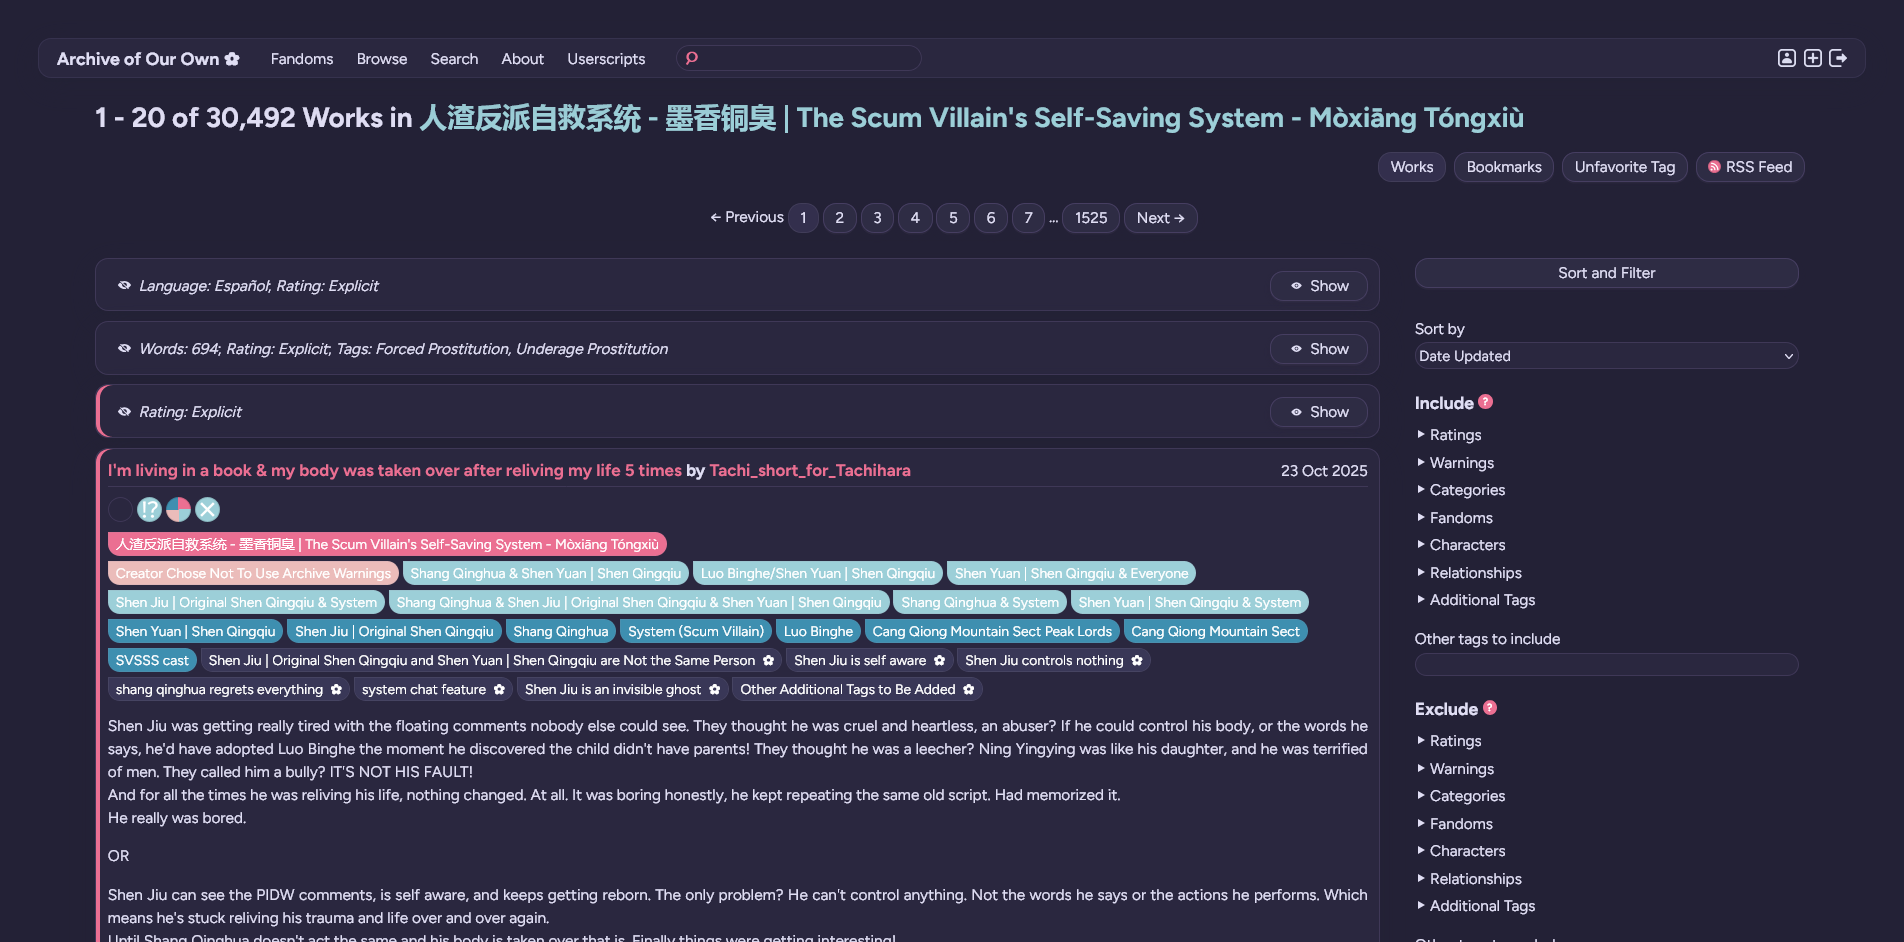 Archive of Our Own ✿ Fandoms Browse Search About Userscripts
1 - 20 of 30,492 Works in 人渣反派自救系统 - 墨香铜臭 | The Scum Villain's Self-Saving System - Mòxiāng Tóngxiù
Works Bookmarks Unfavorite Tag RSS Feed
← Previous 1 2 3 4 5 6 7 ... 1525 Next →
Language: Español; Rating: Explicit Show
Words: 694; Rating: Explicit; Tags: Forced Prostitution, Underage Prostitution Show
Rating: Explicit Show
I'm living in a book & my body was taken over after reliving my life 5 times by Tachi_short_for_Tachihara 23 Oct 2025
!?
人渣反派自救系统 - 墨香铜臭 | The Scum Villain's Self-Saving System - Mòxiāng Tóngxiù
Creator Chose Not To Use Archive Warnings Shang Qinghua & Shen Yuan | Shen Qingqiu Luo Binghe/Shen Yuan | Shen Qingqiu Shen Yuan | Shen Qingqiu & Everyone
Shen Jiu | Original Shen Qingqiu & System Shang Qinghua & Shen Jiu | Original Shen Qingqiu & Shen Yuan | Shen Qingqiu Shang Qinghua & System Shen Yuan | Shen Qingqiu & System
Shen Yuan | Shen Qingqiu Shen Jiu | Original Shen Qingqiu Shang Qinghua System (Scum Villain) Luo Binghe Cang Qiong Mountain Sect Peak Lords Cang Qiong Mountain Sect
SVSSS cast Shen Jiu | Original Shen Qingqiu and Shen Yuan | Shen Qingqiu are Not the Same Person ✿ Shen Jiu is self aware ✿ Shen Jiu controls nothing ✿
shang qinghua regrets everything ✿ system chat feature ✿ Shen Jiu is an invisible ghost ✿ Other Additional Tags to Be Added ✿
Shen Jiu was getting really tired with the floating comments nobody else could see. They thought he was cruel and heartless, an abuser? If he could control his body, or the words he
says, he'd have adopted Luo Binghe the moment he discovered the child didn't have parents! They thought he was a leecher? Ning Yingying was like his daughter, and he was terrified
of men. They called him a bully? IT'S NOT HIS FAULT!
And for all the times he was reliving his life, nothing changed. At all. It was boring honestly, he kept repeating the same old script. Had memorized it.
He really was bored.
OR
Shen Jiu can see the PIDW comments, is self aware, and keeps getting reborn. The only problem? He can't control anything. Not the words he says or the actions he performs. Which
means he's stuck reliving his trauma and life over and over again.
Until Shang Qinghua doesn't act the same and his body is taken over that is. Finally things were getting interesting!
Sort and Filter
Sort by
Date Updated
Include ?
Ratings
Warnings
Categories
Fandoms
Characters
Relationships
Additional Tags
Other tags to include
Exclude ?
Ratings
Warnings
Categories
Fandoms
Characters
Relationships
Additional Tags